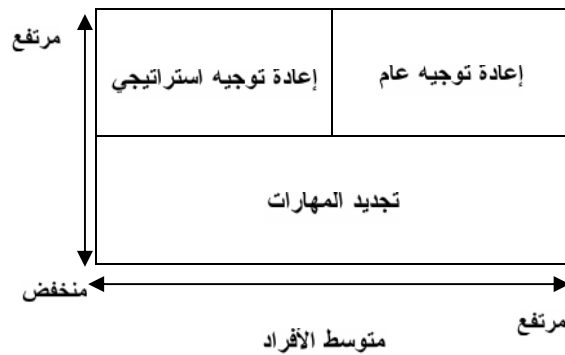 مرتفع
إعادة توجيه عام
إعادة توجيه استراتيجي
تجديد المهارات
منخفض
مرتفع
متوسط الأفراد